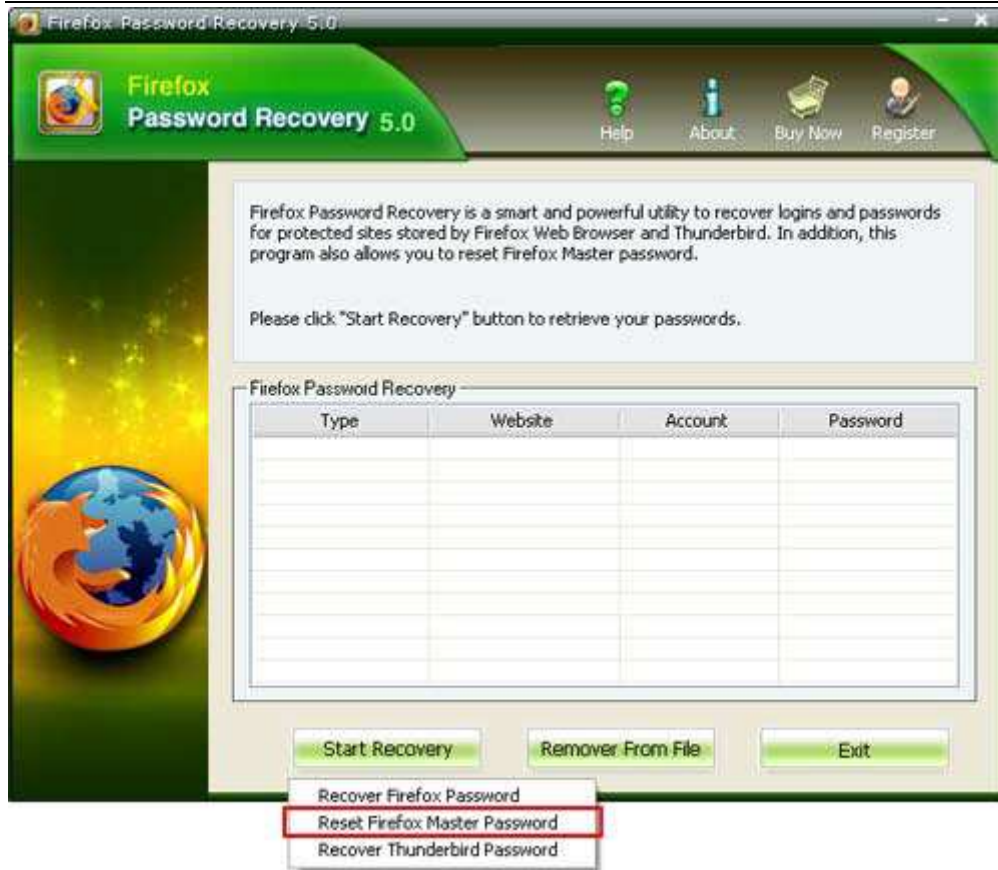 Firefox Password Recovery 5.0
Firefox
Password Recovery 5.0
Help
About
Buy Now
Register
Firefox Password Recovery is a smart and powerful utility to recover logins and passwords
for protected sites stored by Firefox Web Browser and Thunderbird. In addition, this
program also allows you to reset Firefox Master password.
Please click "Start Recovery" button to retrieve your passwords.
Firefox Password Recovery
Type
Website
Account
Password
Start Recovery
Remover From File
Exit
Recover Firefox Password
Reset Firefox Master Password
Recover Thunderbird Password